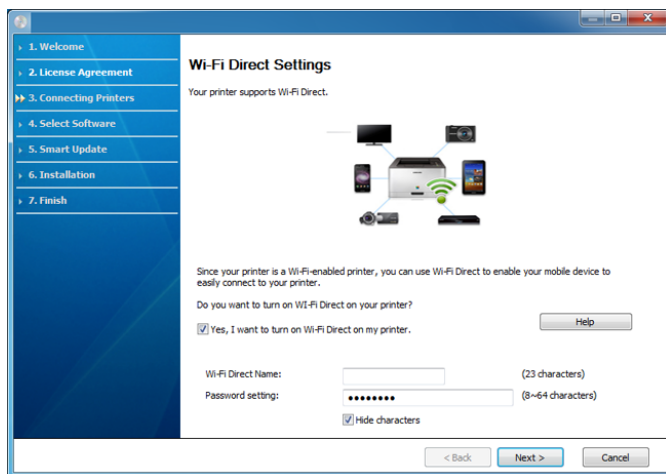 1. Welcome
2. License Agreement
3. Connecting Printers
4. Select Software
5. Smart Update
6. Installation
7. Finish
Wi-Fi Direct Settings
Your printer supports Wi-Fi Direct.
Since your printer is a Wi-Fi-enabled printer, you can use Wi-Fi Direct to enable your mobile device to
easily connect to your printer.
Do you want to turn on WI-Fi Direct on your printer?
Yes, I want to turn on Wi-Fi Direct on my printer.
Help
Wi-Fi Direct Name: (23 characters)
Password setting: •••••••• (8~64 characters)
Hide characters
< Back Next > Cancel